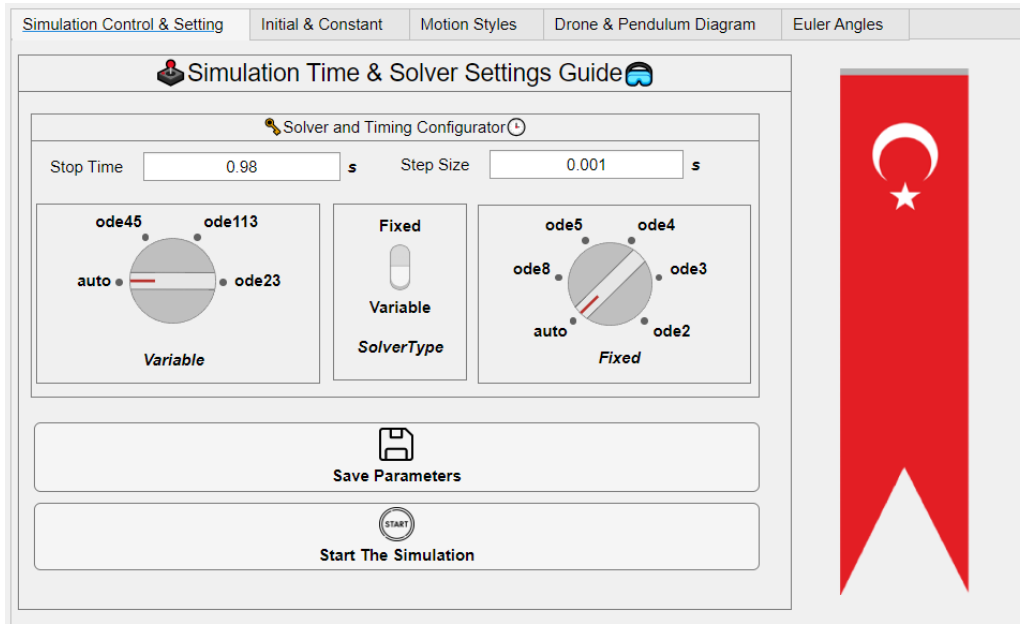 Simulation Control & Setting
Initial & Constant
Motion Styles
Drone & Pendulum Diagram
Euler Angles
Simulation Time & Solver Settings Guide
Solver and Timing Configurator
Stop Time 0.98 s Step Size 0.001 s
ode45 ode113
auto ode23
Variable
Fixed
Variable
SolverType
ode5 ode4
ode8 ode3
auto ode2
Fixed
Save Parameters
START
Start The Simulation